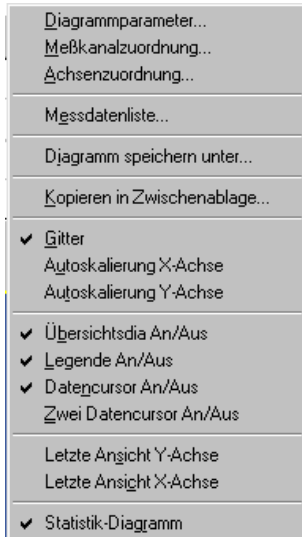 Diagrammparameter...
Meßkanalzuordnung...
Achsenzuordnung...
Messdatenliste...
Diagramm speichern unter...
Kopieren in Zwischenablage...
Gitter
Autoskalierung X-Achse
Autoskalierung Y-Achse
Übersichtsdia An/Aus
Legende An/Aus
Datencursor An/Aus
Zwei Datencursor An/Aus
Letzte Ansicht Y-Achse
Letzte Ansicht X-Achse
Statistik-Diagramm